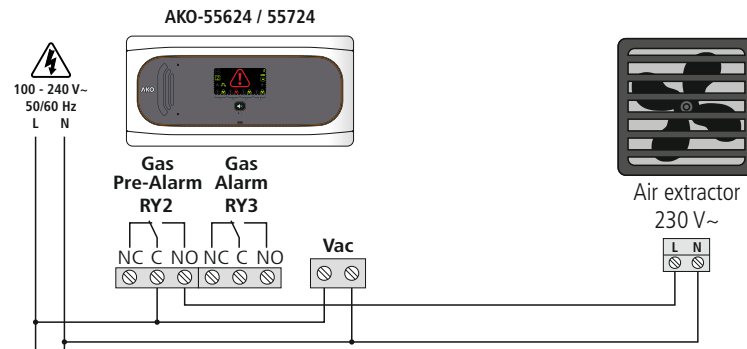 AKO-55624 / 55724
100 - 240 V~
50/60 Hz
L N
AKO
Gas
Pre-Alarm
RY2
Gas
Alarm
RY3
NC C NO NC C NO
Vac
Air extractor
230 V~
L N